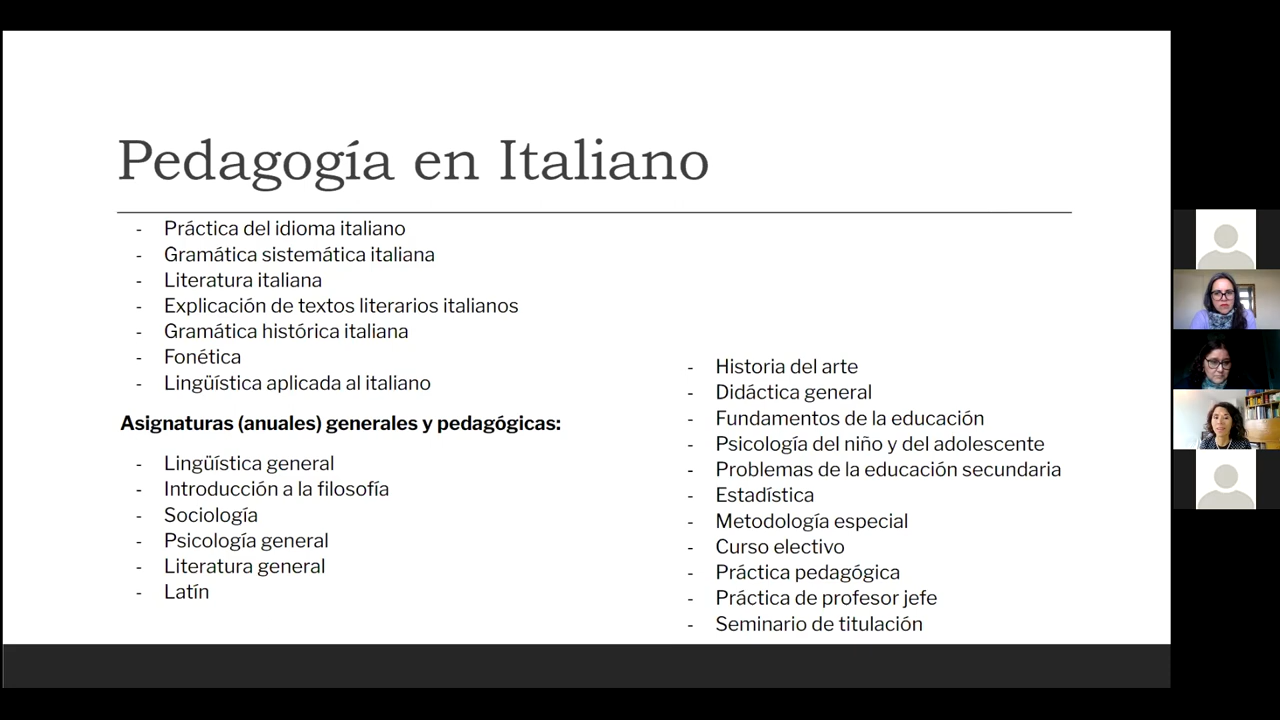 Pedagogía en Italiano
- Práctica del idioma italiano
- Gramática sistemática italiana
- Literatura italiana
- Explicación de textos literarios italianos
- Gramática histórica italiana
- Fonética
- Lingüística aplicada al italiano
Asignaturas (anuales) generales y pedagógicas:
- Lingüística general
- Introducción a la filosofía
- Sociología
- Psicología general
- Literatura general
- Latín
- Historia del arte
- Didáctica general
- Fundamentos de la educación
- Psicología del niño y del adolescente
- Problemas de la educación secundaria
- Estadística
- Metodología especial
- Curso electivo
- Práctica pedagógica
- Práctica de profesor jefe
- Seminario de titulación